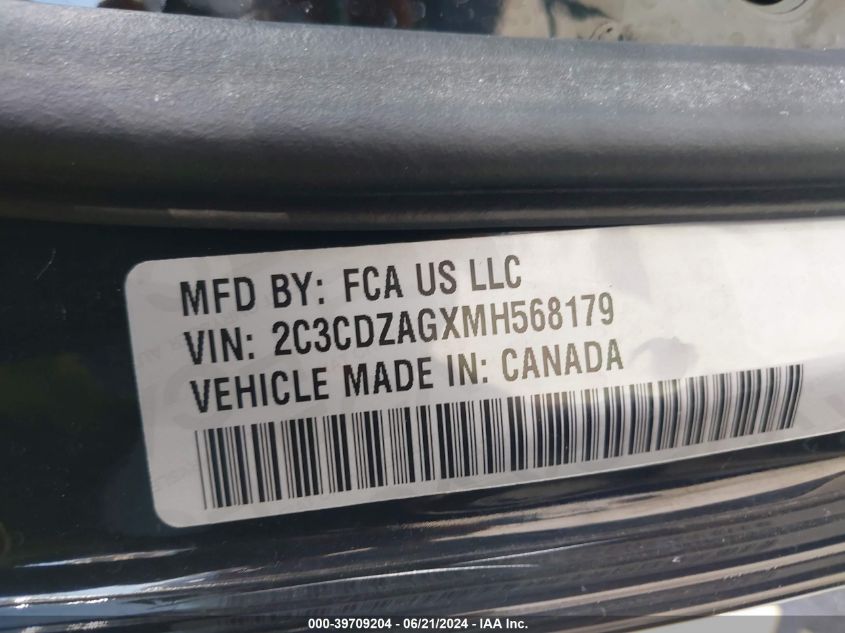 MFD BY: FCA US LLC
VIN: 2C3CDZAGXMH568179
VEHICLE MADE IN: CANADA
000-39709204 - 06/21/2024 - IAA Inc.